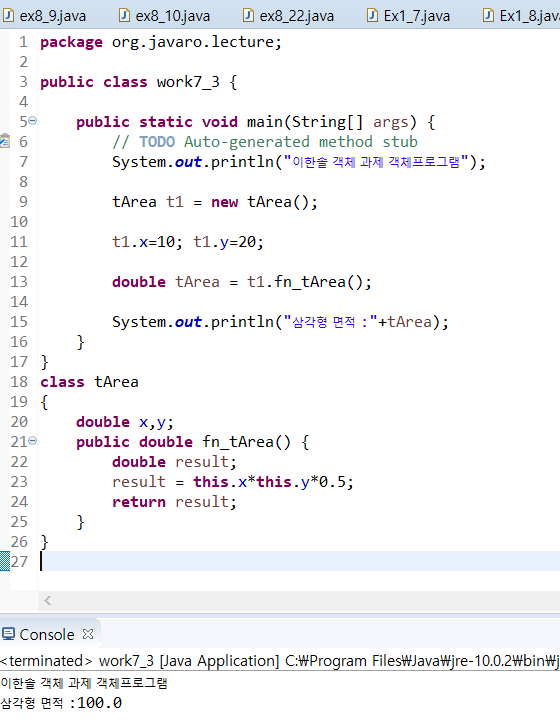 ex8_9.java ex8_10.java ex8_22.java Ex1_7.java Ex1_8.jav
1 package org.javaro.lecture;
2
3 public class work7_3 {
4
5 public static void main(String[] args) {
6 // TODO Auto-generated method stub
7 System.out.println("이한솔 객체 과제 객체프로그램");
8
9 tArea t1 = new tArea();
10
11 t1.x=10; t1.y=20;
12
13 double tArea = t1.fn_tArea();
14
15 System.out.println("삼각형 면적 :"+tArea);
16 }
17 }
18 class tArea
19 {
20 double x,y;
21 public double fn_tArea() {
22 double result;
23 result = this.x*this.y*0.5;
24 return result;
25 }
26 }
27
Console
<terminated> work7_3 [Java Application] C:₩Program Files₩Java₩jre-10.0.2₩bin₩j
이한솔 객체 과제 객체프로그램
삼각형 면적 :100.0